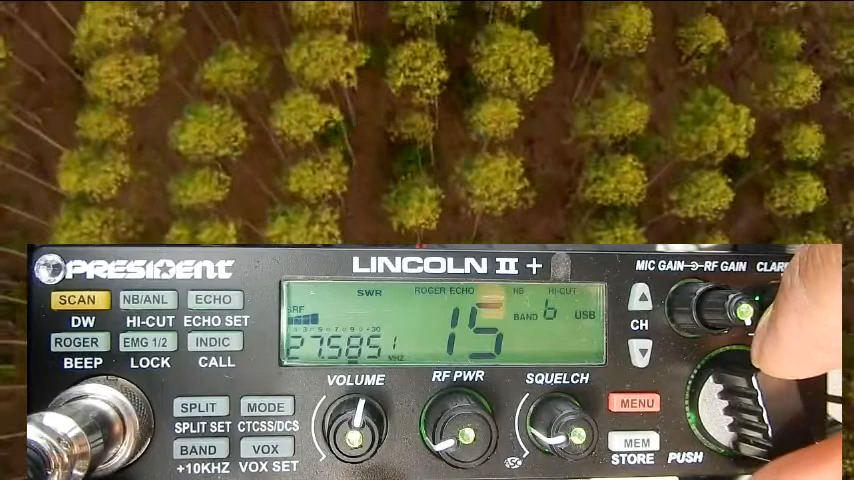 PRESIDENT LINCOLN II + MIC GAIN RF GAIN CLAR
SCAN NB/ANL ECHO
DW HI-CUT ECHO SET
ROGER EMG 1/2 INDIC
BEEP LOCK CALL
SWR ROGER ECHO NB HI-CUT
15 BAND b USB
27.585 1 MHZ
CH
VOLUME RF PWR SQUELCH
SPLIT MODE
SPLIT SET CTCSS/DCS
BAND VOX
+10KHZ VOX SET
MENU
MEM
STORE PUSH
ASC